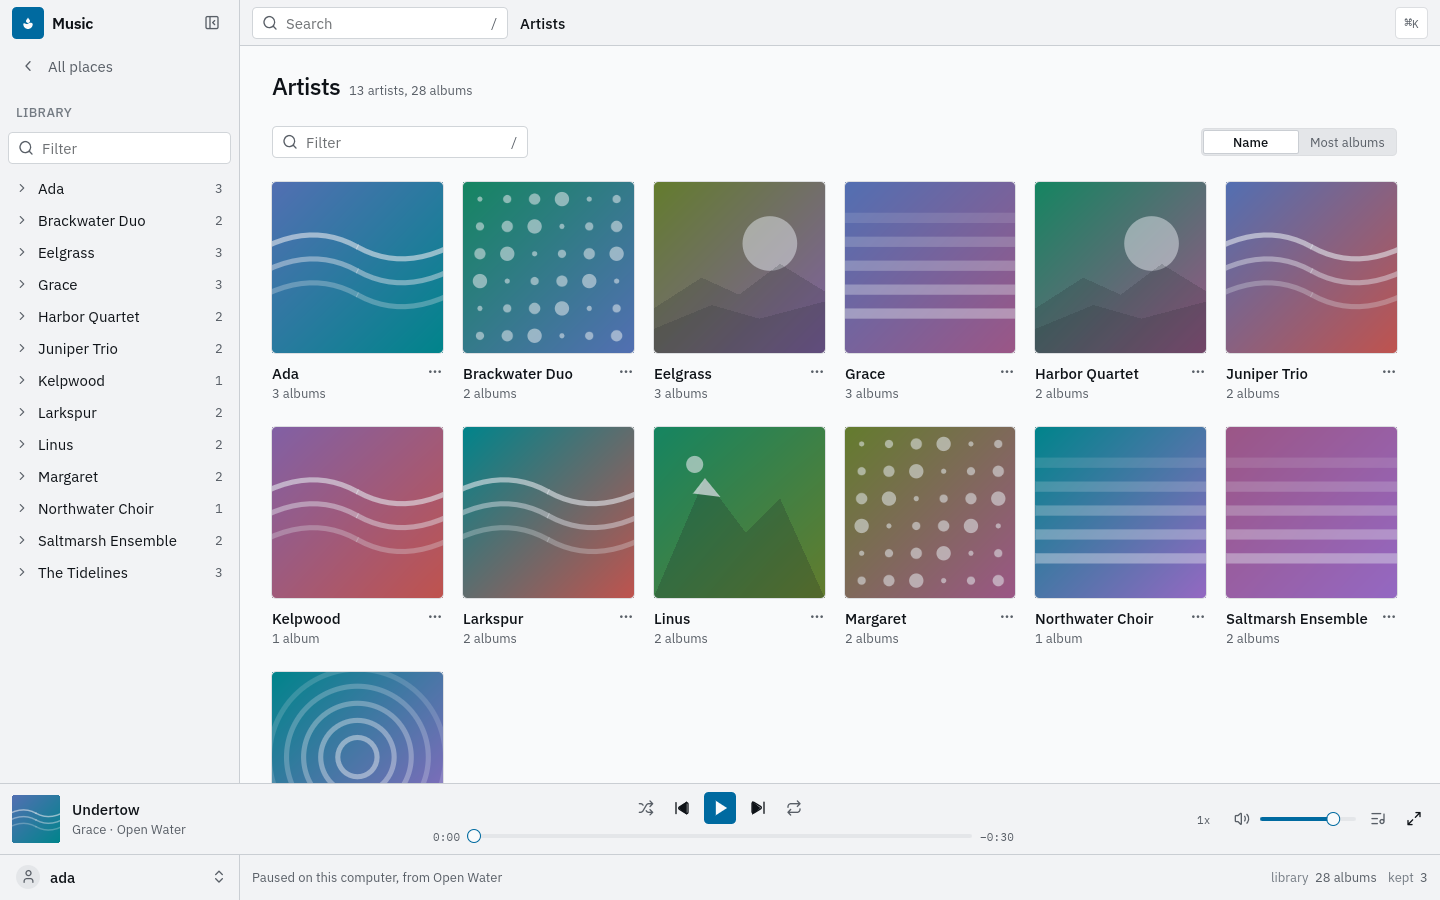 Music
Search /
Artists
⌘K
All places
LIBRARY
Filter
Ada 3
Brackwater Duo 2
Eelgrass 3
Grace 3
Harbor Quartet 2
Juniper Trio 2
Kelpwood 1
Larkspur 2
Linus 2
Margaret 2
Northwater Choir 1
Saltmarsh Ensemble 2
The Tidelines 3
Artists 13 artists, 28 albums
Filter /
Name Most albums
Ada
3 albums
Brackwater Duo
2 albums
Eelgrass
3 albums
Grace
3 albums
Harbor Quartet
2 albums
Juniper Trio
2 albums
Kelpwood
1 album
Larkspur
2 albums
Linus
2 albums
Margaret
2 albums
Northwater Choir
1 album
Saltmarsh Ensemble
2 albums
Undertow
Grace · Open Water
0:00 −0:30
1x
ada
Paused on this computer, from Open Water
library 28 albums kept 3